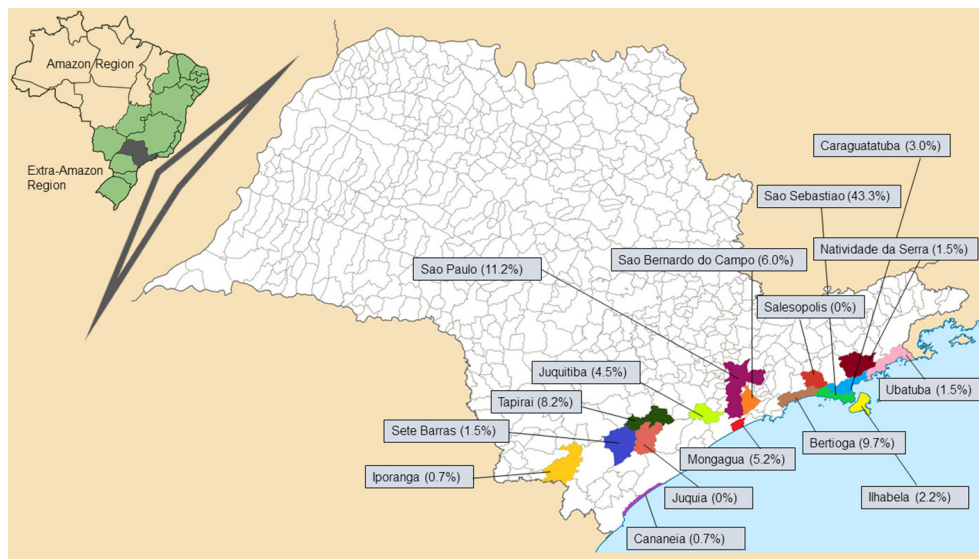 Amazon Region
Extra-Amazon
Region
Caraguatatuba (3.0%)
Sao Sebastiao (43.3%)
Sao Paulo (11.2%)
Sao Bernardo do Campo (6.0%)
Natividade da Serra (1.5%)
Salesopolis (0%)
Juquitiba (4.5%)
Ubatuba (1.5%)
Tapirai (8.2%)
Sete Barras (1.5%)
Bertioga (9.7%)
Mongagua (5.2%)
Iporanga (0.7%)
Juquia (0%)
Ilhabela (2.2%)
Cananeia (0.7%)